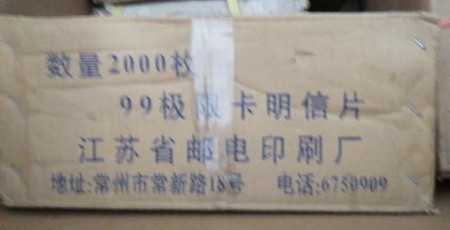 数量2000枚
99极限卡明信片
江苏省邮电印刷厂
地址:常州市常新路18号 电话:6750909